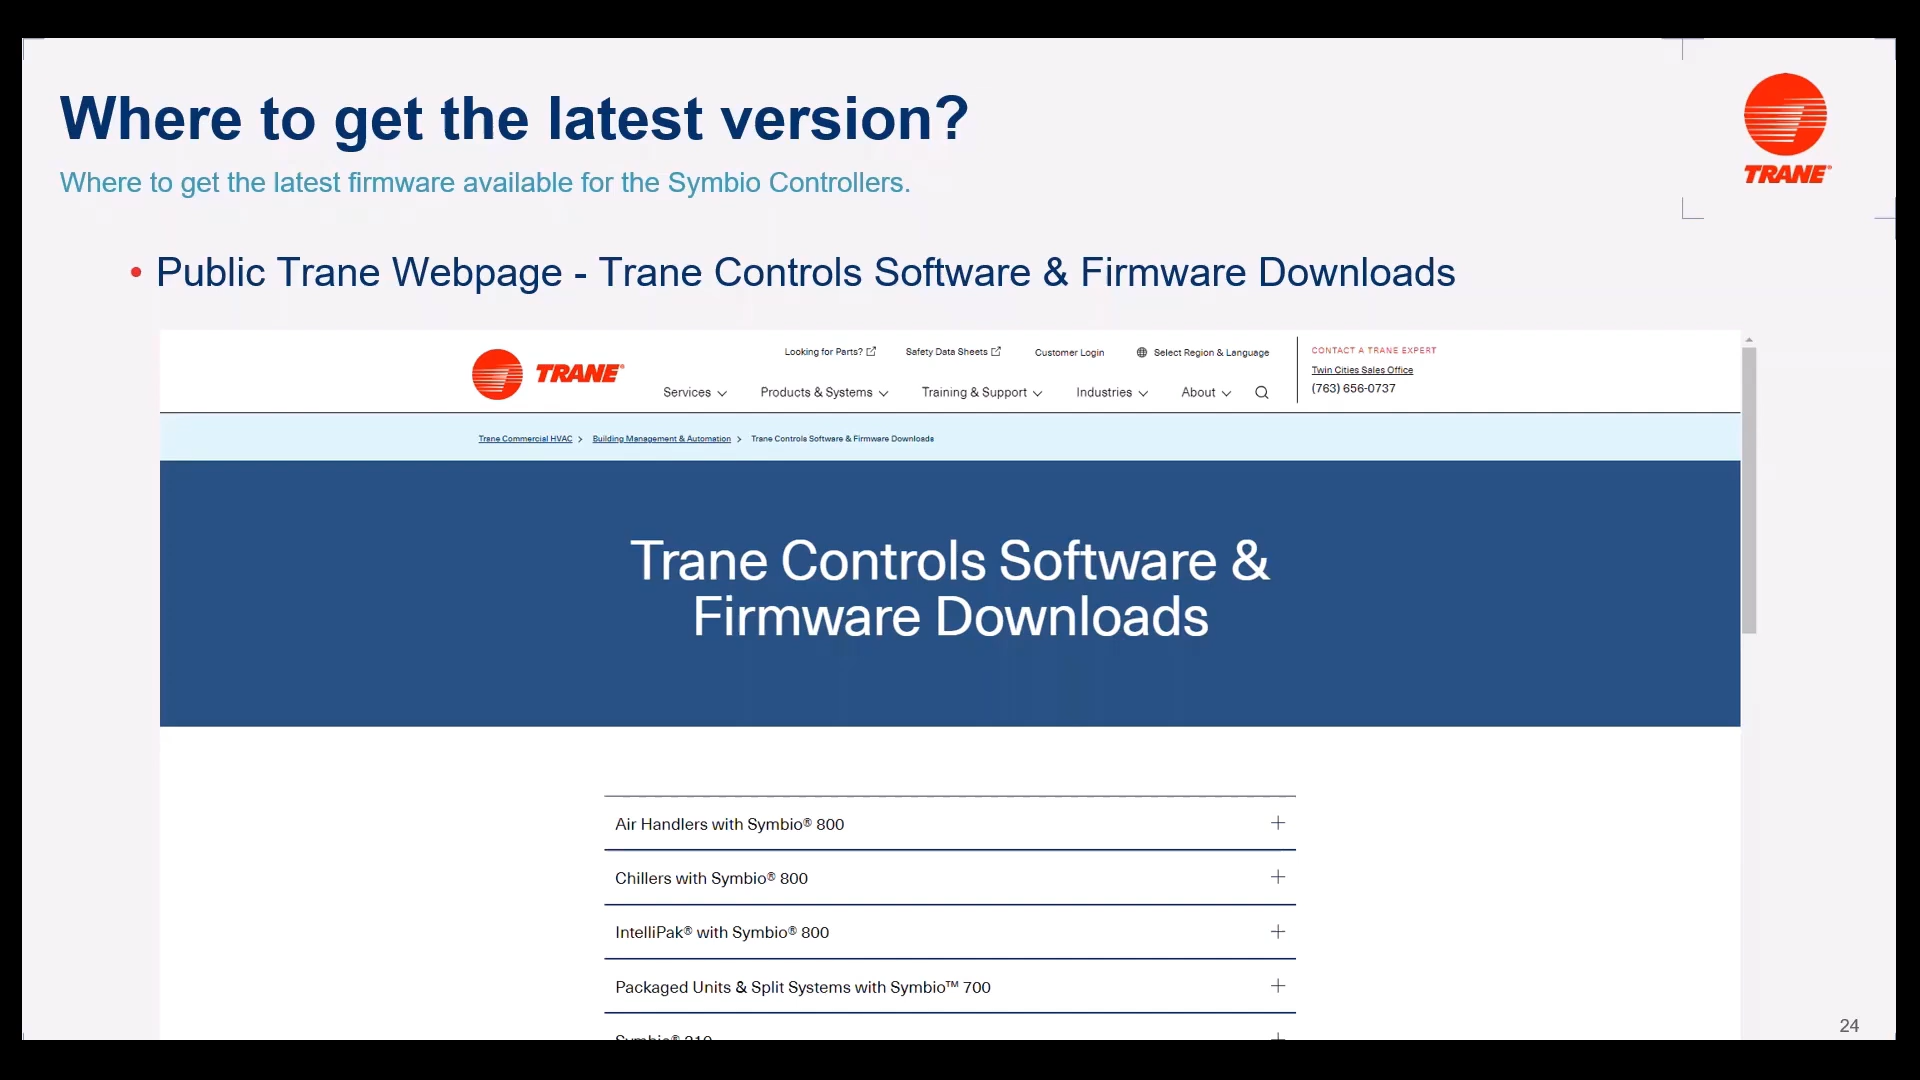 Where to get the latest version?
Where to get the latest firmware available for the Symbio Controllers.
TRANE®
• Public Trane Webpage - Trane Controls Software & Firmware Downloads
Looking for Parts? Safety Data Sheets Customer Login Select Region & Language
CONTACT A TRANE EXPERT
Twin Cities Sales Office
(763) 656-0737
TRANE®
Services Products & Systems Training & Support Industries About
Trane Commercial HVAC > Building Management & Automation > Trane Controls Software & Firmware Downloads
Trane Controls Software &
Firmware Downloads
Air Handlers with Symbio® 800
Chillers with Symbio® 800
IntelliPak® with Symbio® 800
Packaged Units & Split Systems with Symbio™ 700
Symbio® 210
24